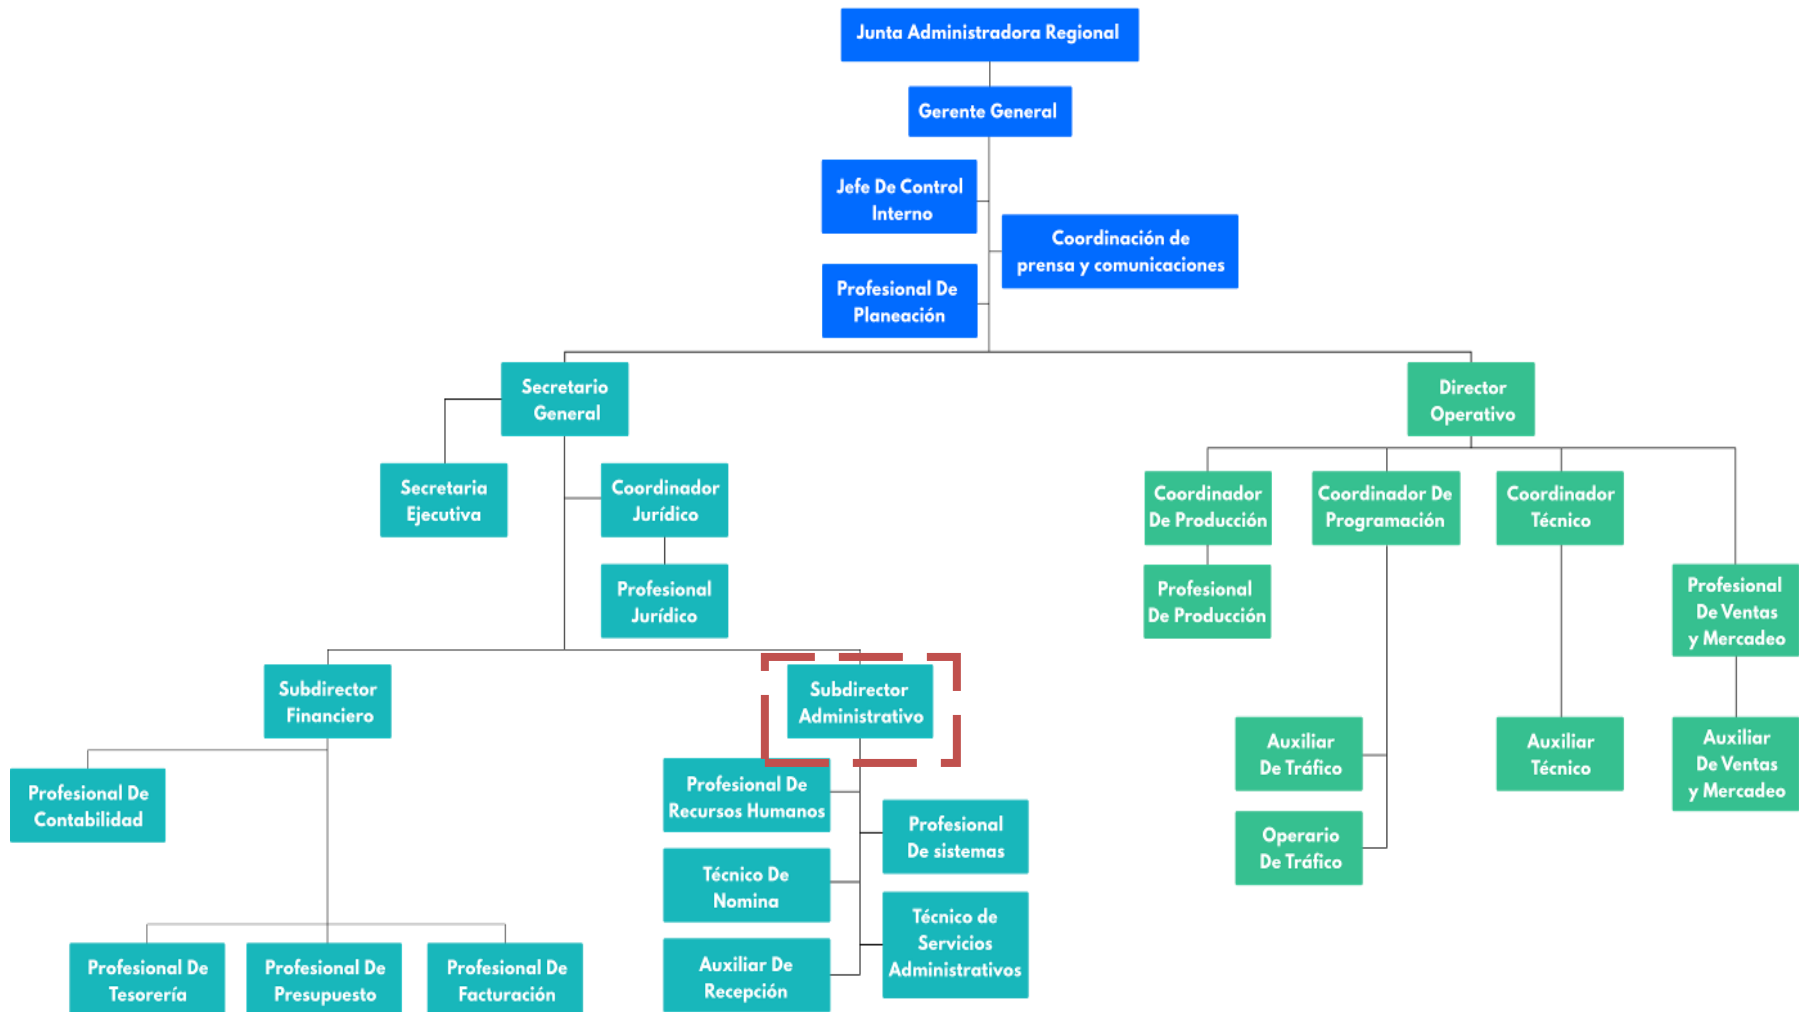 Junta Administradora Regional
Gerente General
Jefe De Control
Interno
Coordinación de
prensa y comunicaciones
Profesional De
Planeación
Secretario
General
Director
Operativo
Secretaria
Ejecutiva
Coordinador
Jurídico
Coordinador
De Producción
Coordinador De
Programación
Coordinador
Técnico
Profesional
Jurídico
Profesional
De Producción
Profesional
De Ventas
y Mercadeo
Subdirector
Financiero
Subdirector
Administrativo
Auxiliar
De Tráfico
Auxiliar
Técnico
Auxiliar
De Ventas
y Mercadeo
Profesional De
Contabilidad
Profesional De
Recursos Humanos
Profesional
De sistemas
Operario
De Tráfico
Técnico De
Nomina
Técnico de
Servicios
Administrativos
Auxiliar De
Recepción
Profesional De
Tesorería
Profesional De
Presupuesto
Profesional De
Facturación